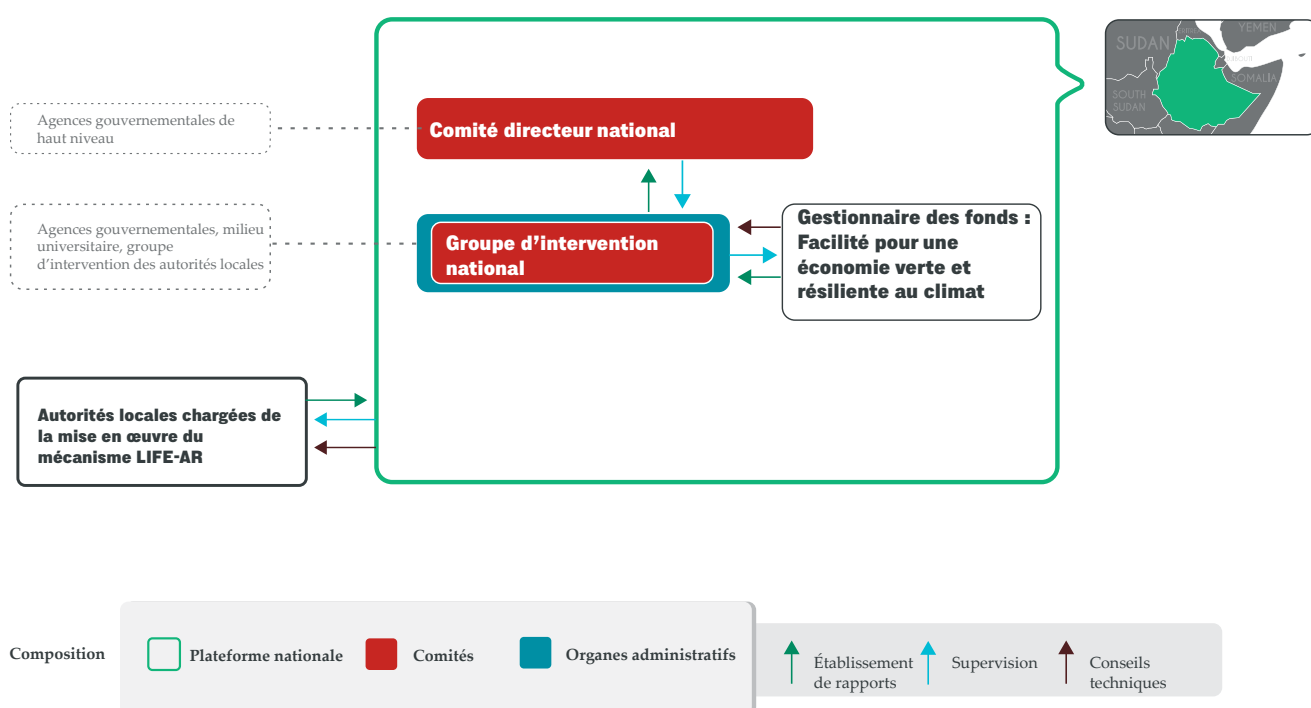 SUDAN
YEMEN
SOMALIA
SOUTH
SUDAN
Agences gouvernementales de
haut niveau
Comité directeur national
Agences gouvernementales, milieu
universitaire, groupe
d'intervention des autorités locales
Groupe d'intervention
national
Gestionnaire des fonds :
Facilité pour une
économie verte et
résiliente au climat
Autorités locales chargées de
la mise en œuvre du
mécanisme LIFE-AR
Composition
Plateforme nationale
Comités
Organes administratifs
Établissement
de rapports
Supervision
Conseils
techniques